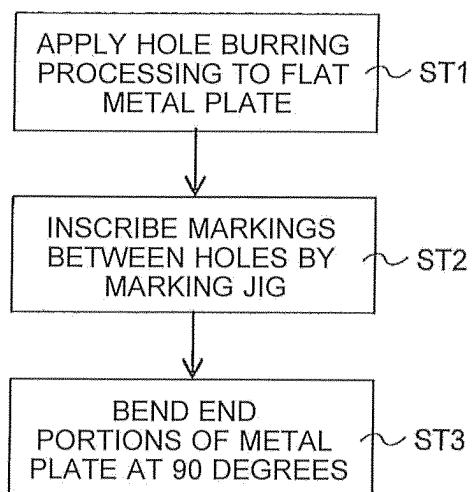 APPLY HOLE BURRING
PROCESSING TO FLAT
METAL PLATE
ST1
INSCRIBE MARKINGS
BETWEEN HOLES BY
MARKING JIG
ST2
BEND END
PORTIONS OF METAL
PLATE AT 90 DEGREES
ST3